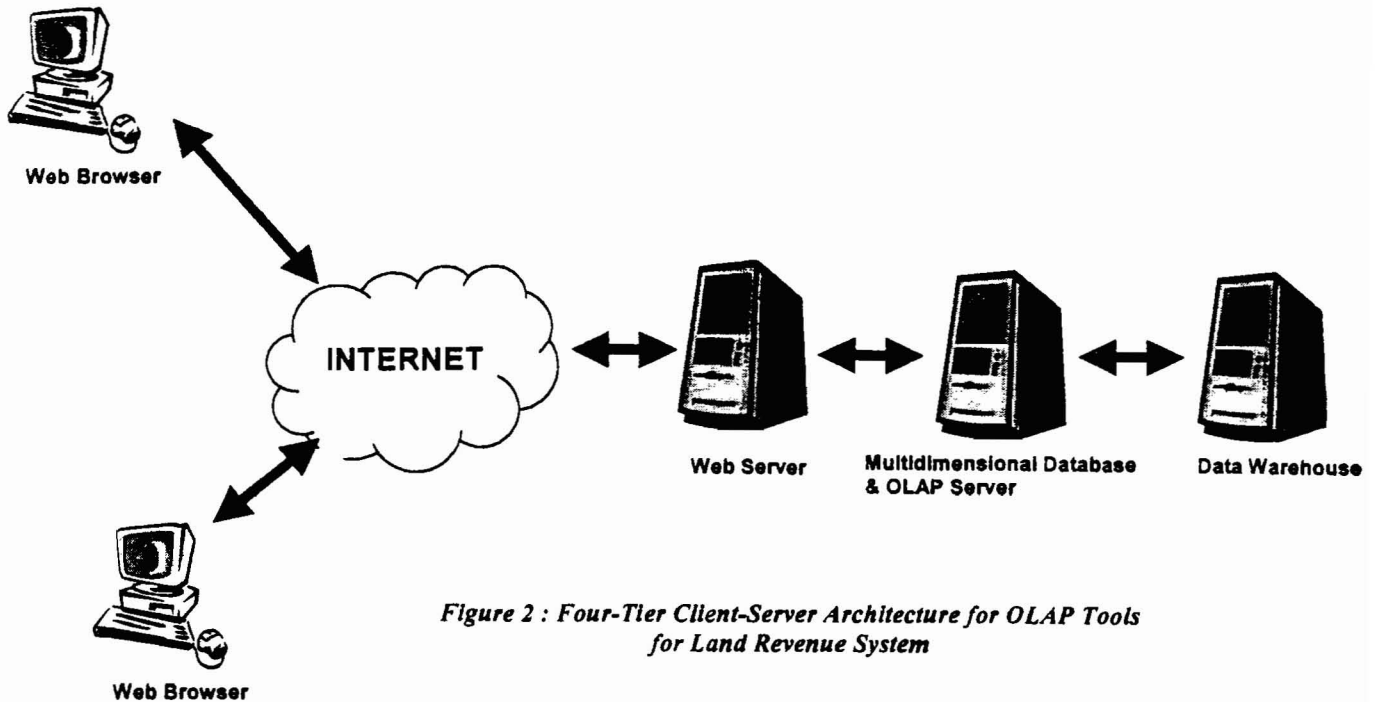 Web Browser
INTERNET
Web Server
Multidimensional Database
& OLAP Server
Data Warehouse
Figure 2 : Four-Tier Client-Server Architecture for OLAP Tools
for Land Revenue System
Web Browser